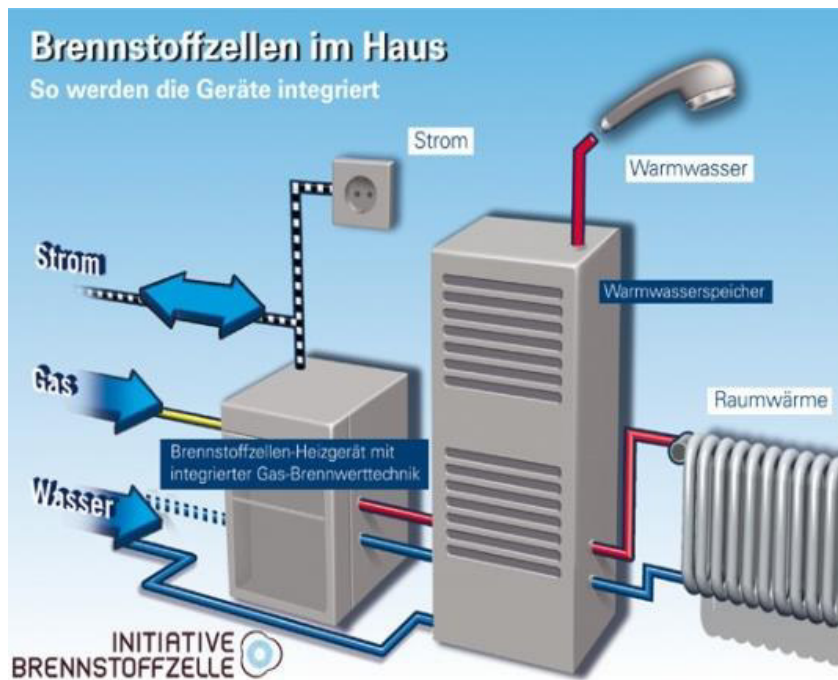 Brennstoffzellen im Haus
So werden die Geräte integriert
Strom
Warmwasser
Strom
Warmwasserspeicher
Gas
Raumwärme
Brennstoffzellen-Heizgerät mit
integrierter Gas-Brennwerttechnik
Wasser
INITIATIVE
BRENNSTOFFZELLE